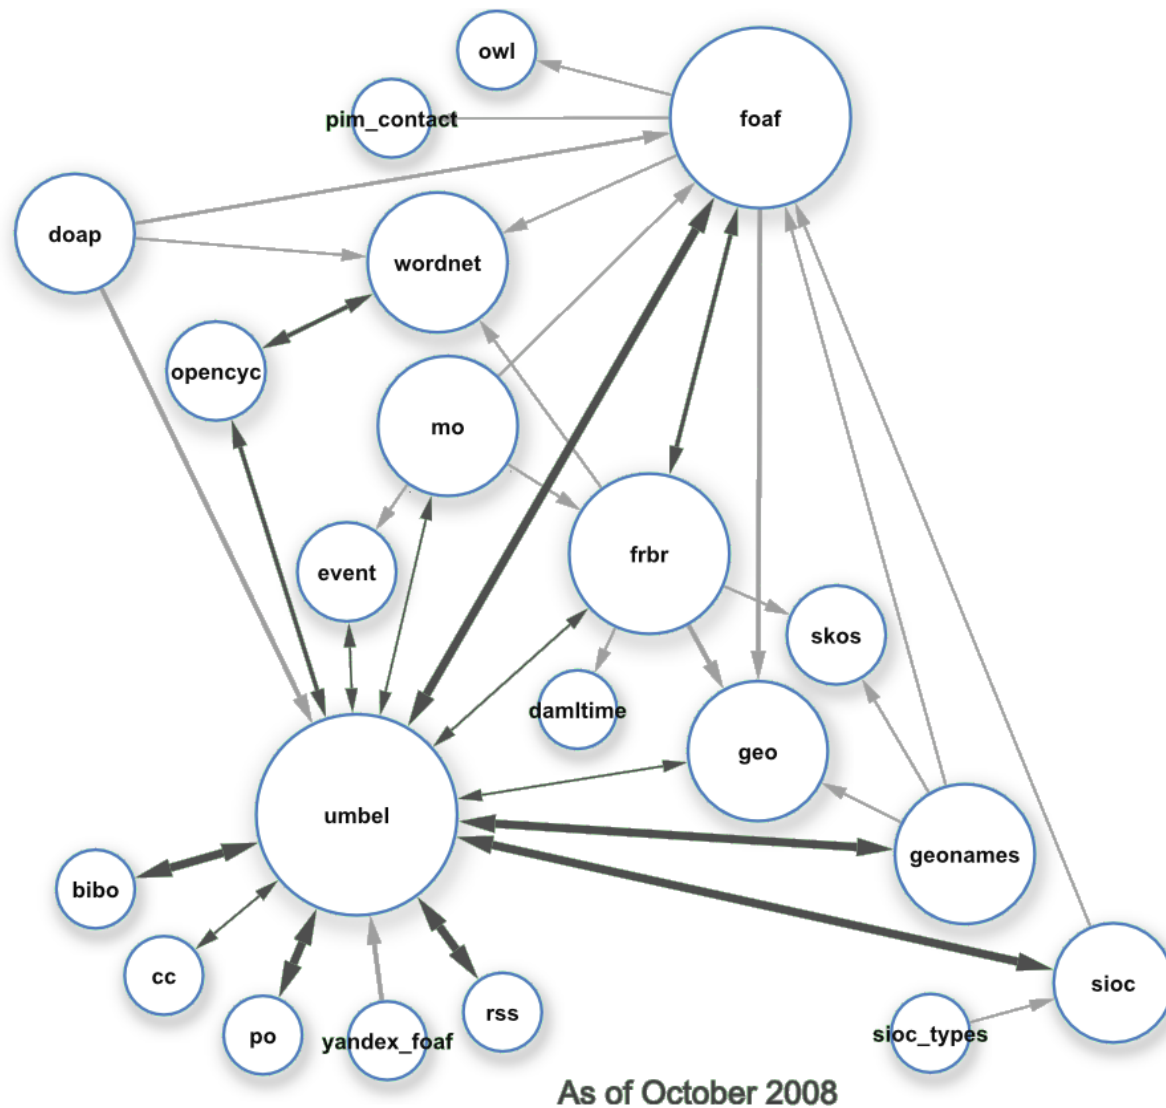 owl
foaf
pim_contact
doap
wordnet
opencyc
mo
frbr
event
skos
damltime
geo
umbel
geonames
bibo
cc
sioc
rss
po
yandex_foaf
sioc_types
As of October 2008